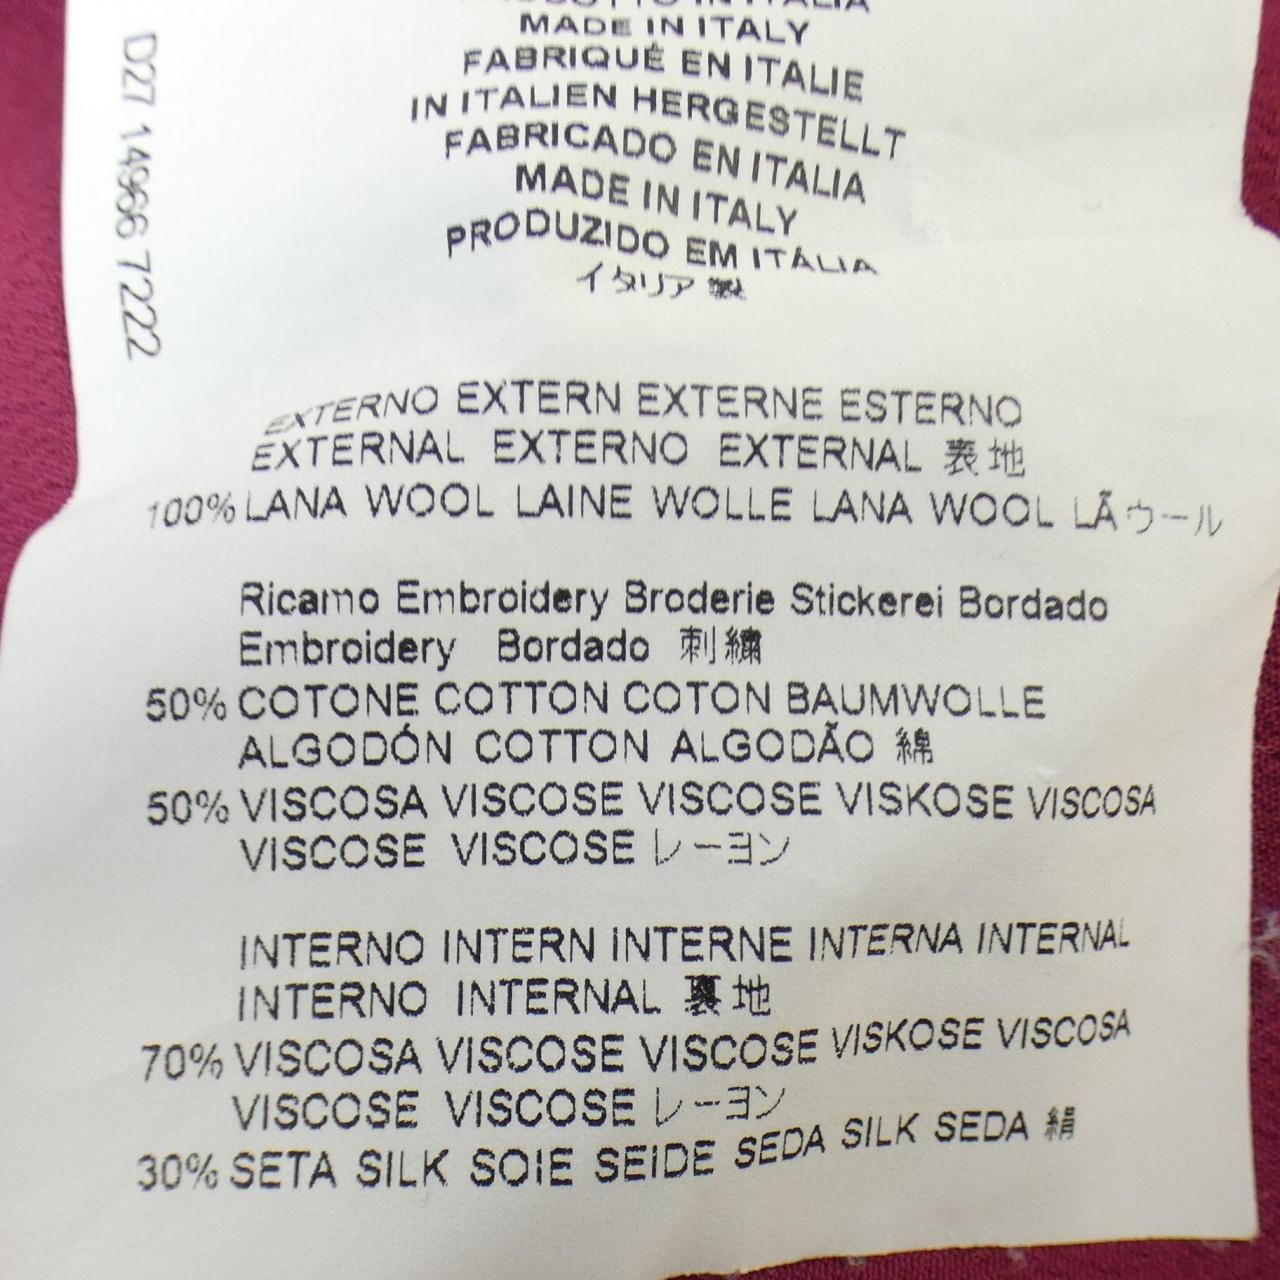 PRODOTTO IN ITALIA
MADE IN ITALY
FABRIQUÉ EN ITALIE
IN ITALIEN HERGESTELLT
FABRICADO EN ITALIA
MADE IN ITALY
PRODUZIDO EM ITÁLIA
イタリア製
D27 14966 7222
EXTERNO EXTERN EXTERNE ESTERNO
EXTERNAL EXTERNO EXTERNAL 表地
100% LANA WOOL LAINE WOLLE LANA WOOL LÃ ウール
Ricamo Embroidery Broderie Stickerei Bordado
Embroidery Bordado 刺繍
50% COTONE COTTON COTON BAUMWOLLE
ALGODÓN COTTON ALGODÃO 綿
50% VISCOSA VISCOSE VISCOSE VISKOSE VISCOSA
VISCOSE VISCOSE レーヨン
INTERNO INTERN INTERNE INTERNA INTERNAL
INTERNO INTERNAL 裏地
70% VISCOSA VISCOSE VISCOSE VISKOSE VISCOSA
VISCOSE VISCOSE レーヨン
30% SETA SILK SOIE SEIDE SEDA SILK SEDA 絹